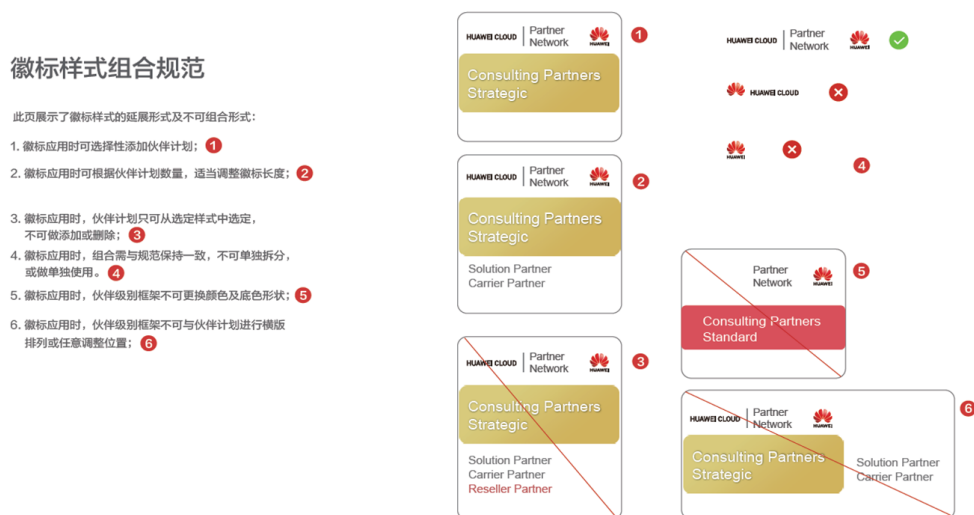 徽标样式组合规范
此页展示了徽标样式的延展形式及不可组合形式：
1. 徽标应用时可选择性添加伙伴计划；1
2. 徽标应用时可根据伙伴计划数量，适当调整徽标长度；2
3. 徽标应用时，伙伴计划只可从选定样式中选定，
不可做添加或删除；3
4. 徽标应用时，组合需与规范保持一致，不可单独拆分，
或做单独使用。4
5. 徽标应用时，伙伴级别框架不可更换颜色及底色形状；5
6. 徽标应用时，伙伴级别框架不可与伙伴计划进行横版
排列或任意调整位置；6
HUAWEI CLOUD Partner
Network HUAWEI
1
Consulting Partners
Strategic
HUAWEI CLOUD Partner
Network HUAWEI
2
Consulting Partners
Strategic
Solution Partner
Carrier Partner
HUAWEI CLOUD Partner
Network HUAWEI
3
Consulting Partners
Strategic
Solution Partner
Carrier Partner
Reseller Partner
HUAWEI CLOUD Partner
Network HUAWEI
HUAWEI CLOUD
HUAWEI
4
Partner
Network HUAWEI
5
Consulting Partners
Standard
HUAWEI CLOUD Partner
Network HUAWEI
6
Consulting Partners
Strategic
Solution Partner
Carrier Partner